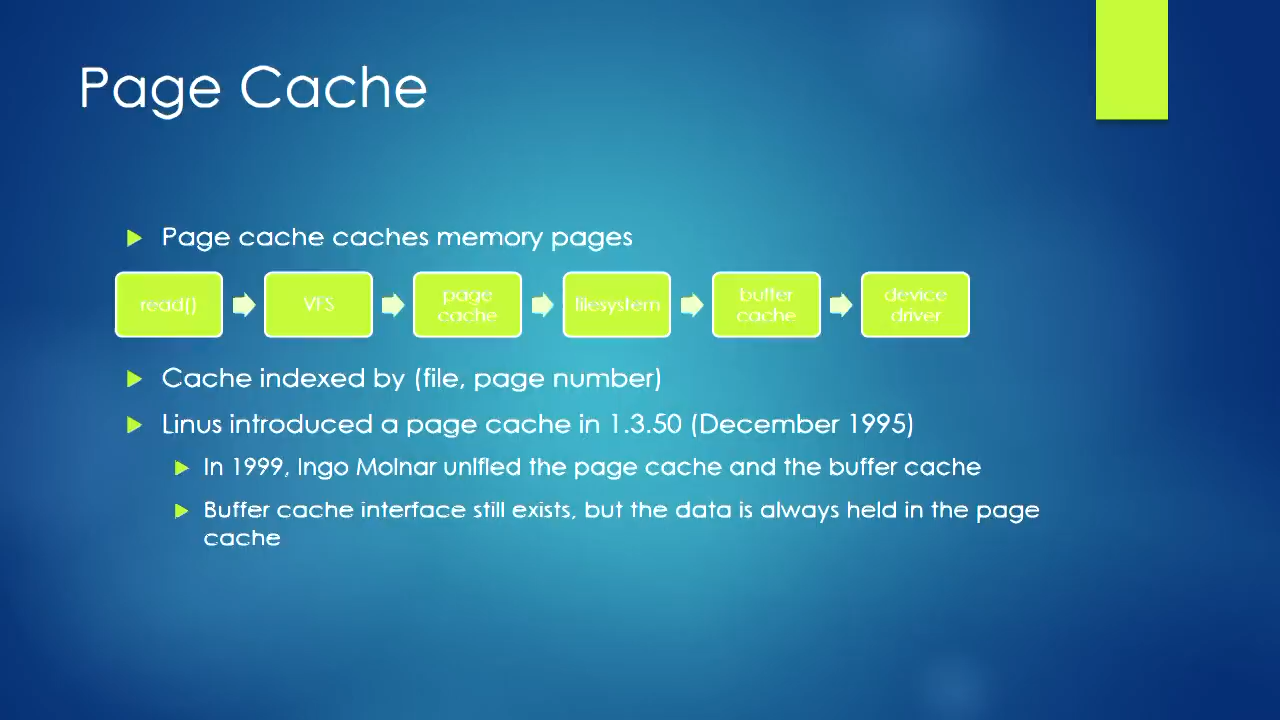 Page Cache
Page cache caches memory pages
read()
VFS
page
cache
filesystem
buffer
cache
device
driver
Cache indexed by (file, page number)
Linus introduced a page cache in 1.3.50 (December 1995)
In 1999, Ingo Molnar unified the page cache and the buffer cache
Buffer cache interface still exists, but the data is always held in the page
cache